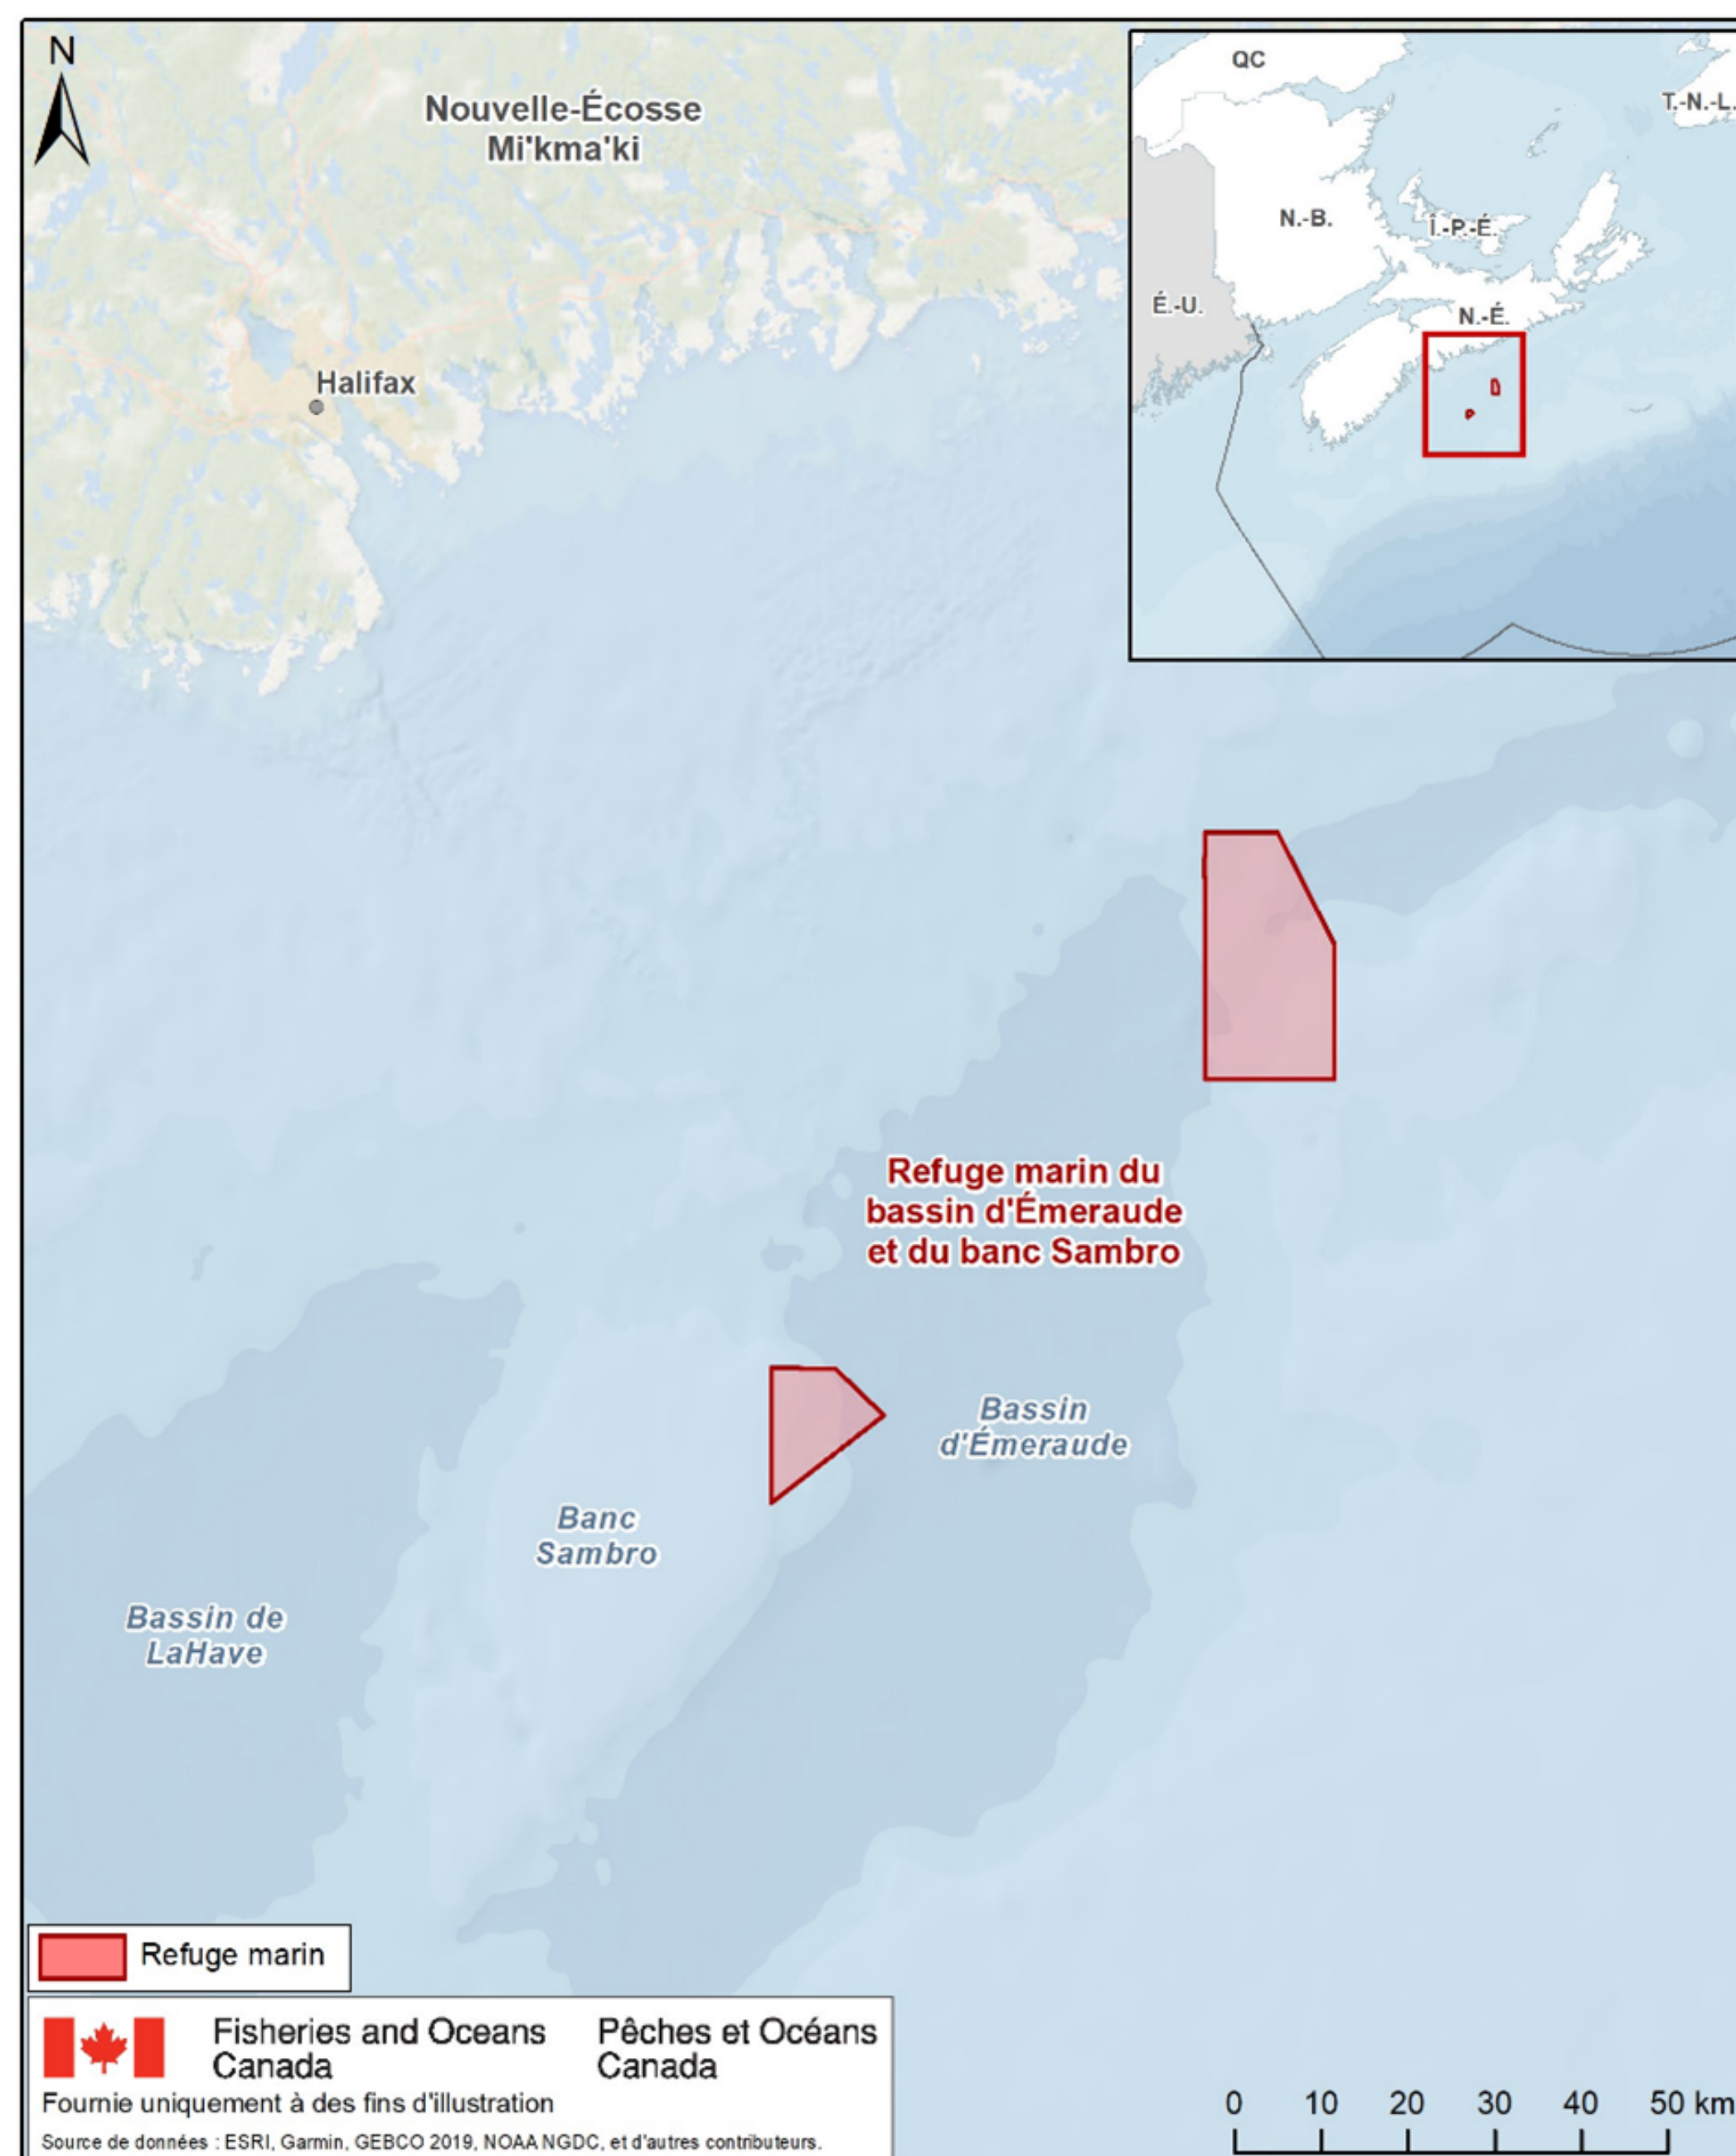 N
Nouvelle-Écosse
Mi'kma'ki
Halifax
QC
T.-N.-L.
N.-B.
Î.-P.-É.
É.-U.
N.-É.
Refuge marin du
bassin d'Émeraude
et du banc Sambro
Bassin
d'Émeraude
Banc
Sambro
Bassin de
LaHave
Refuge marin
Fisheries and Oceans
Canada
Pêches et Océans
Canada
Fournie uniquement à des fins d'illustration
Source de données : ESRI, Garmin, GEBCO 2019, NOAA NGDC, et d'autres contributeurs.
0 10 20 30 40 50 km